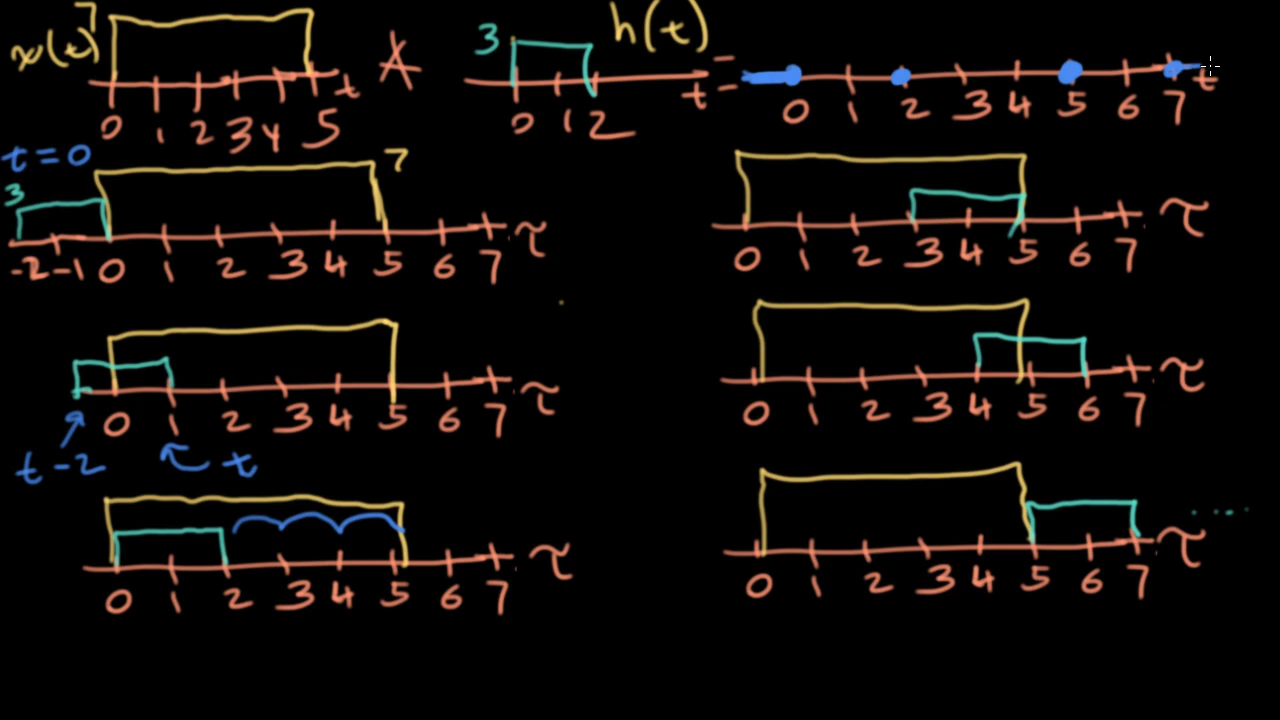 x(t) 7 * 3 h(t) =
0 1 2 3 4 5 t
0 1 2 t
0 1 2 3 4 5 6 7 t
t = 0
3 7
-2 -1 0 1 2 3 4 5 6 7 τ
0 1 2 3 4 5 6 7 τ
0 1 2 3 4 5 6 7 τ
t-2 t
0 1 2 3 4 5 6 7 τ
0 1 2 3 4 5 6 7 τ
0 1 2 3 4 5 6 7 τ